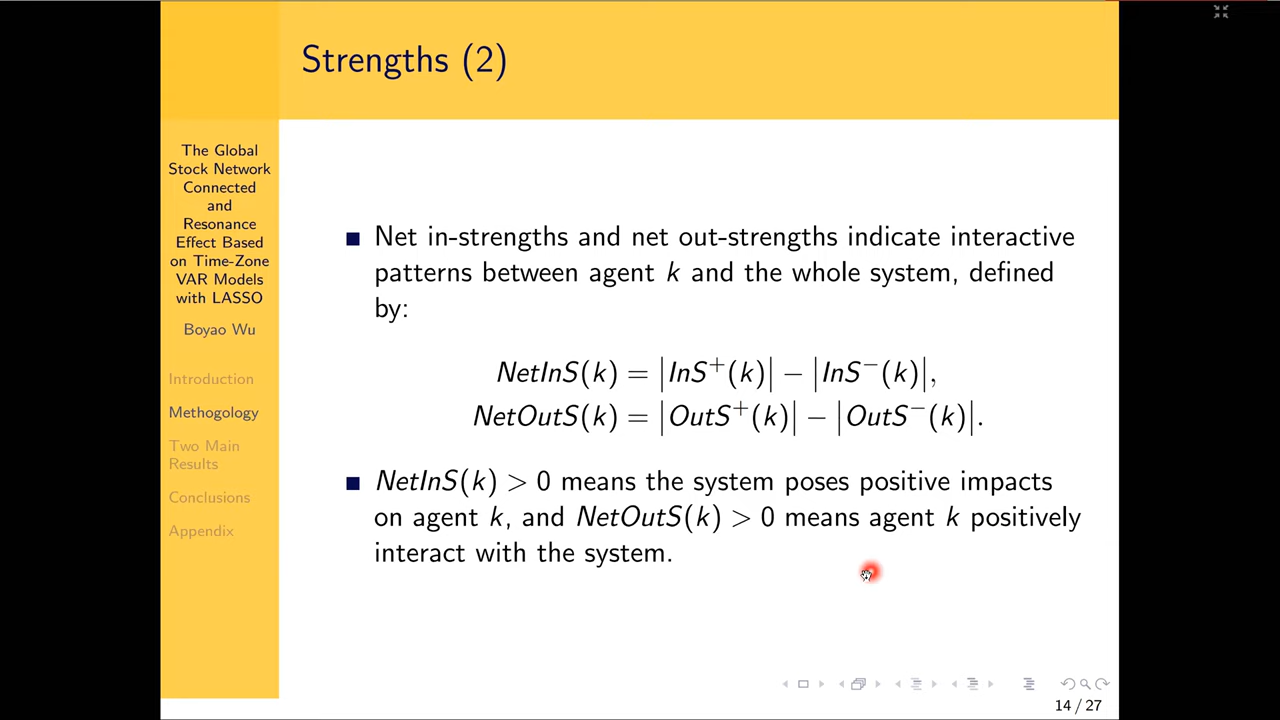 Strengths (2)
The Global
Stock Network
Connected
and
Resonance
Effect Based
on Time-Zone
VAR Models
with LASSO
Boyao Wu
Introduction
Methogology
Two Main
Results
Conclusions
Appendix
Net in-strengths and net out-strengths indicate interactive
patterns between agent k and the whole system, defined
by:
NetInS(k) = |InS⁺(k)| − |InS⁻(k)|,
NetOutS(k) = |OutS⁺(k)| − |OutS⁻(k)|.
NetInS(k) > 0 means the system poses positive impacts
on agent k, and NetOutS(k) > 0 means agent k positively
interact with the system.
14 / 27